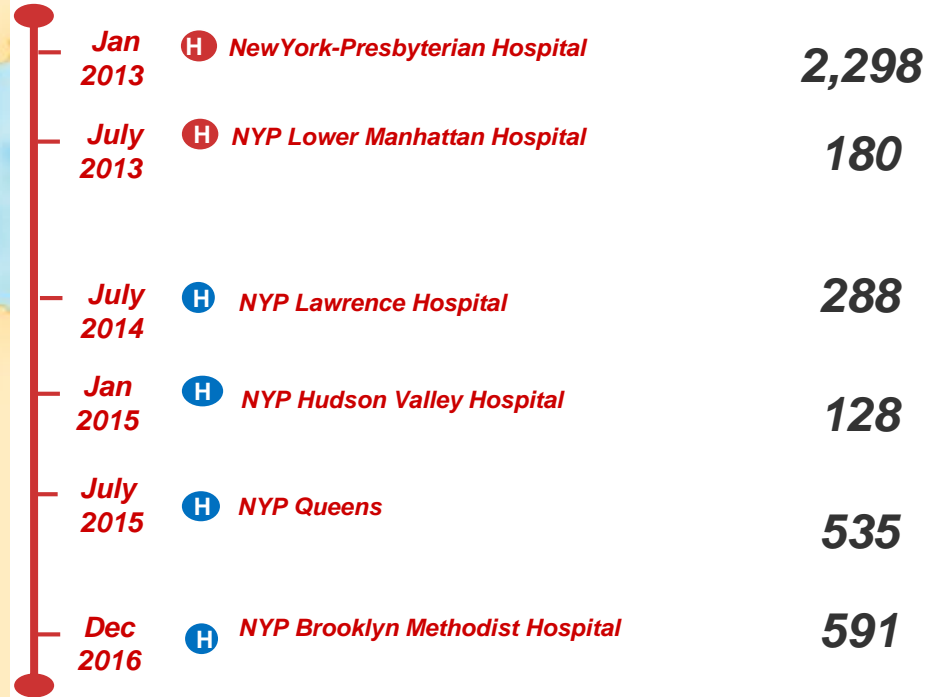 Jan
2013
H
NewYork-Presbyterian Hospital
2,298
July
2013
H
NYP Lower Manhattan Hospital
180
July
2014
H
NYP Lawrence Hospital
288
Jan
2015
H
NYP Hudson Valley Hospital
128
July
2015
H
NYP Queens
535
Dec
2016
H
NYP Brooklyn Methodist Hospital
591